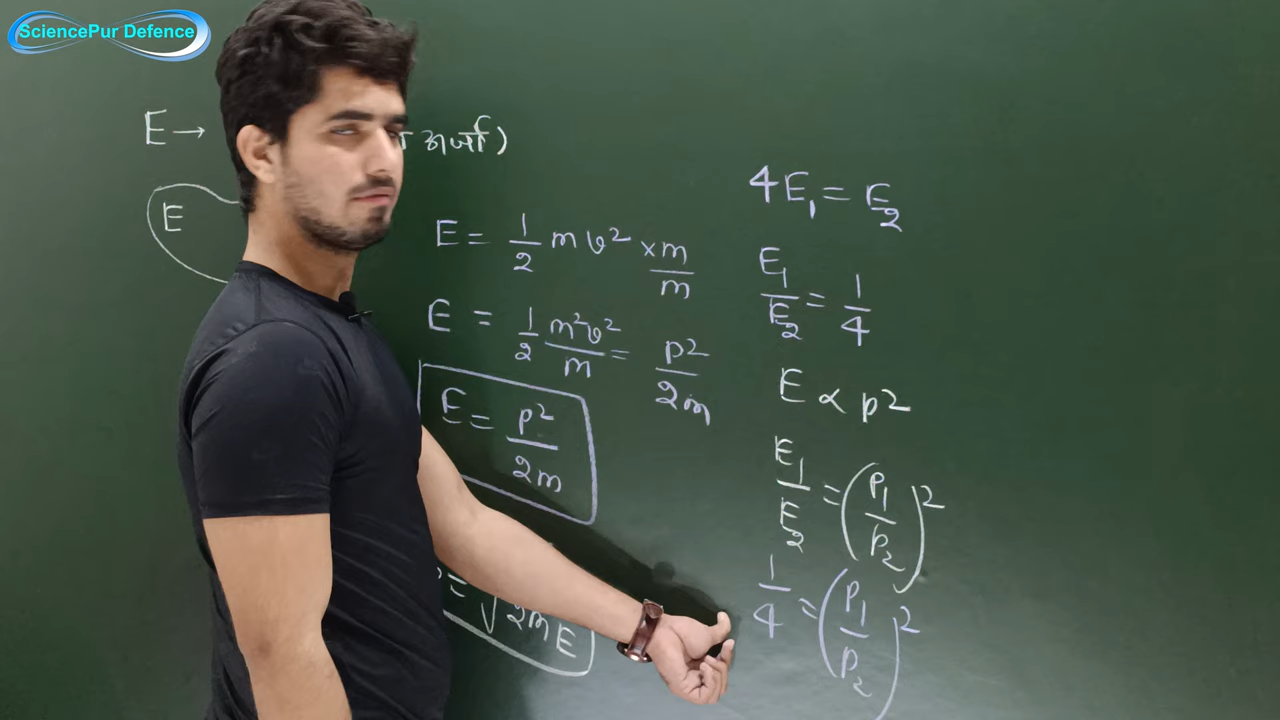 SciencePur Defence
E →
ऊर्जा)
E
E = 1/2 m v² × m/m
E = 1/2 m²v²/m = p²/2m
E = p²/2m
= √2mE
4E₁ = E₂
E₁/E₂ = 1/4
E ∝ p²
E₁/E₂ = (P₁/P₂)²
1/4 = (P₁/P₂)²